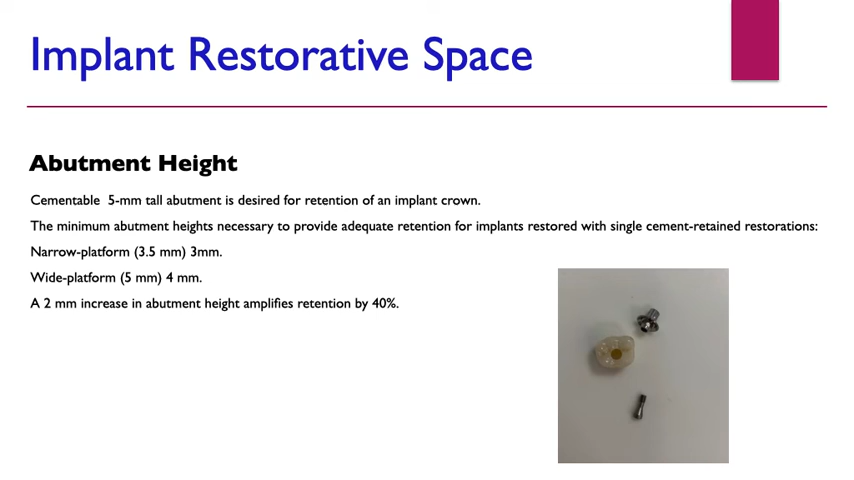 Implant Restorative Space
Abutment Height
Cementable 5-mm tall abutment is desired for retention of an implant crown.
The minimum abutment heights necessary to provide adequate retention for implants restored with single cement-retained restorations:
Narrow-platform (3.5 mm) 3mm.
Wide-platform (5 mm) 4 mm.
A 2 mm increase in abutment height amplifies retention by 40%.